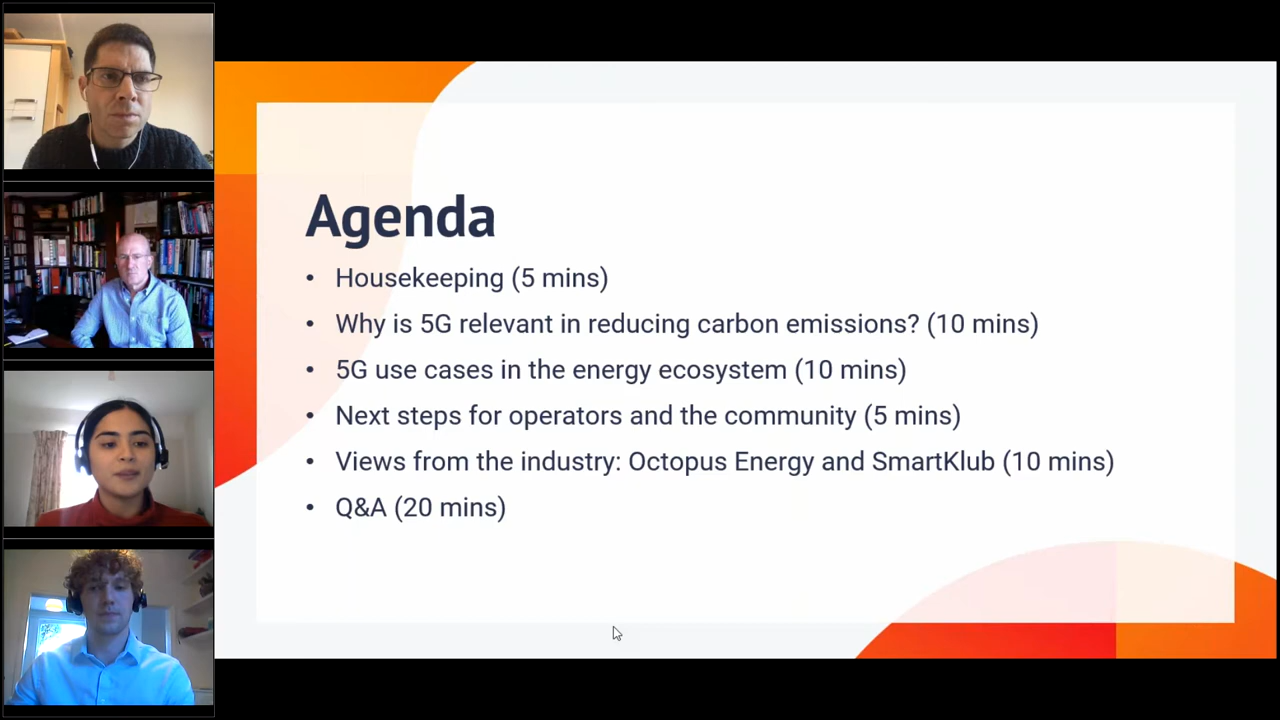 Agenda
• Housekeeping (5 mins)
• Why is 5G relevant in reducing carbon emissions? (10 mins)
• 5G use cases in the energy ecosystem (10 mins)
• Next steps for operators and the community (5 mins)
• Views from the industry: Octopus Energy and SmartKlub (10 mins)
• Q&A (20 mins)